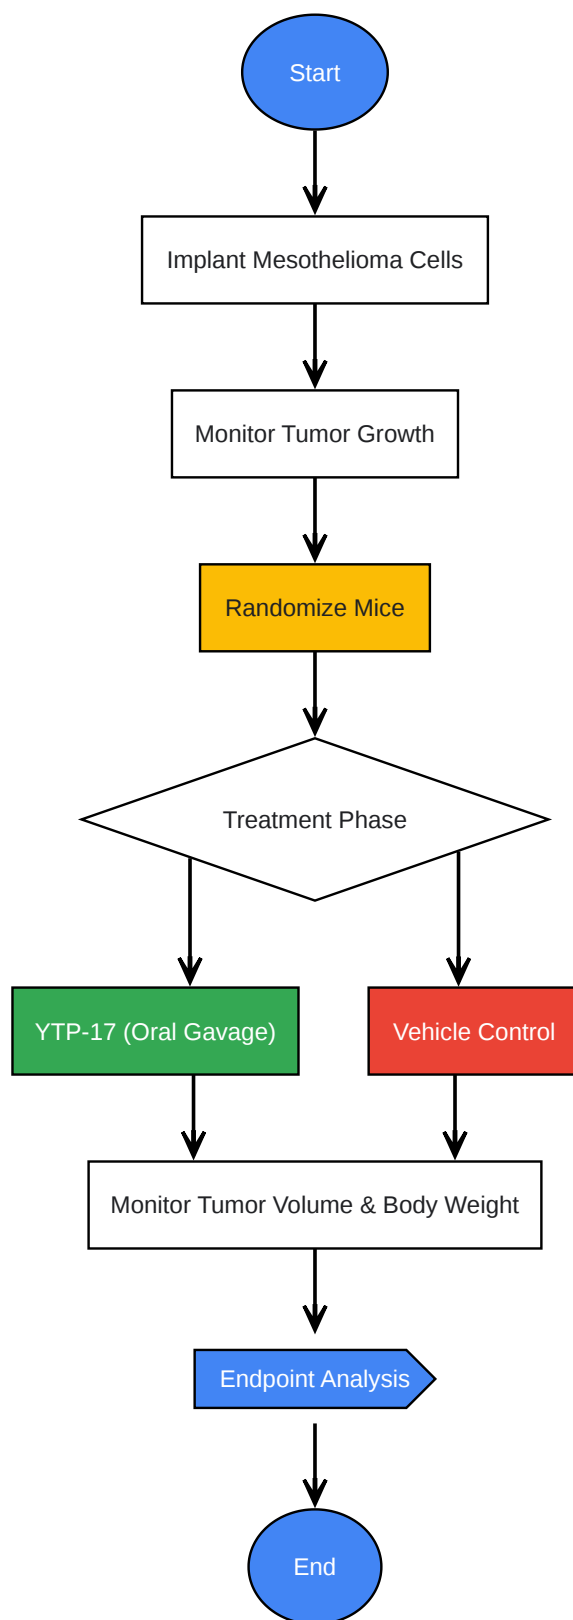 Start
Implant Mesothelioma Cells
Monitor Tumor Growth
Randomize Mice
Treatment Phase
YTP-17 (Oral Gavage)
Vehicle Control
Monitor Tumor Volume & Body Weight
Endpoint Analysis
End